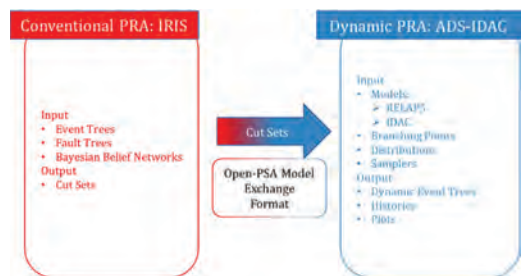 Conventional PRA: IRIS
Input
• Event Trees
• Fault Trees
• Bayesian Belief Networks
Output
• Cut Sets
Cut Sets
Open-PSA Model
Exchange
Format
Dynamic PRA: ADS-IDAC
Input
• Models:
➢ RELAP5
➢ IDAC
• Branching Points
• Distributions
• Samplers
Output
• Dynamic Event Trees
• Histories
• Plots